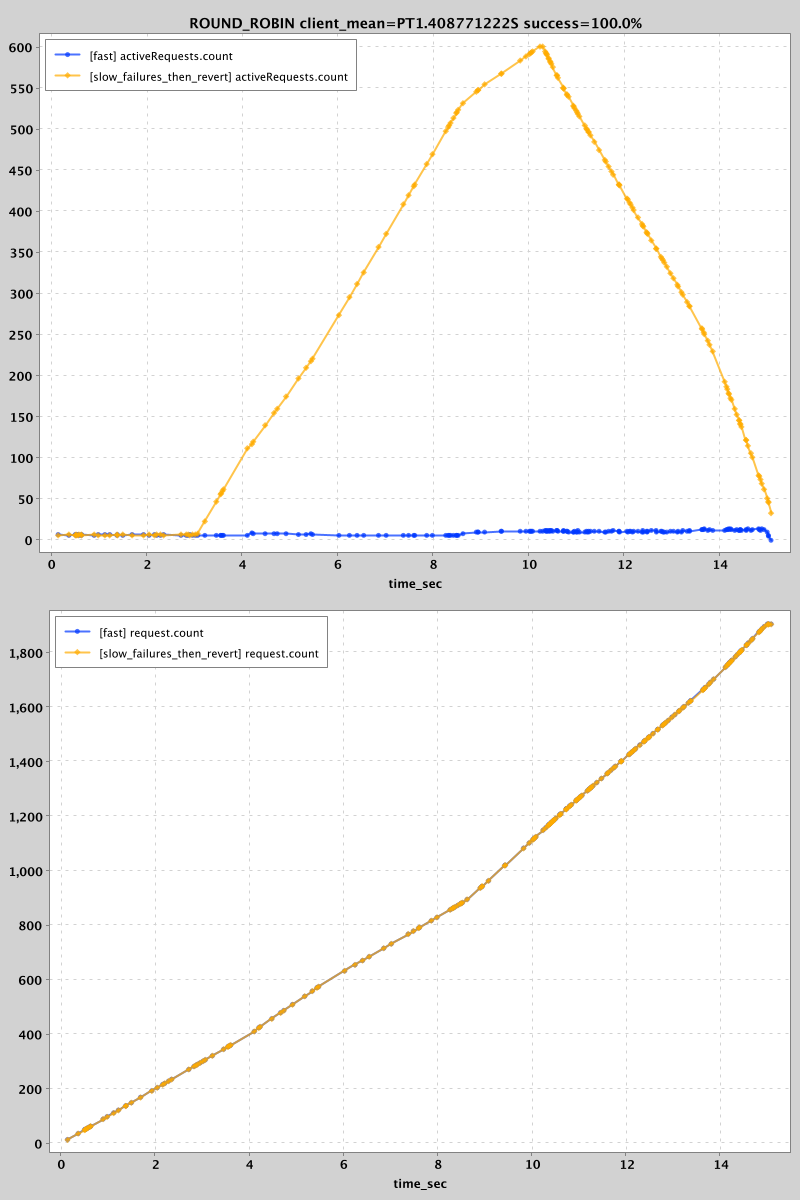 ROUND_ROBIN client_mean=PT1.408771222S success=100.0%
[fast] activeRequests.count
[slow_failures_then_revert] activeRequests.count
600
550
500
450
400
350
300
250
200
150
100
50
0
0 2 4 6 8 10 12 14
time_sec
[fast] request.count
[slow_failures_then_revert] request.count
1,800
1,600
1,400
1,200
1,000
800
600
400
200
0
0 2 4 6 8 10 12 14
time_sec